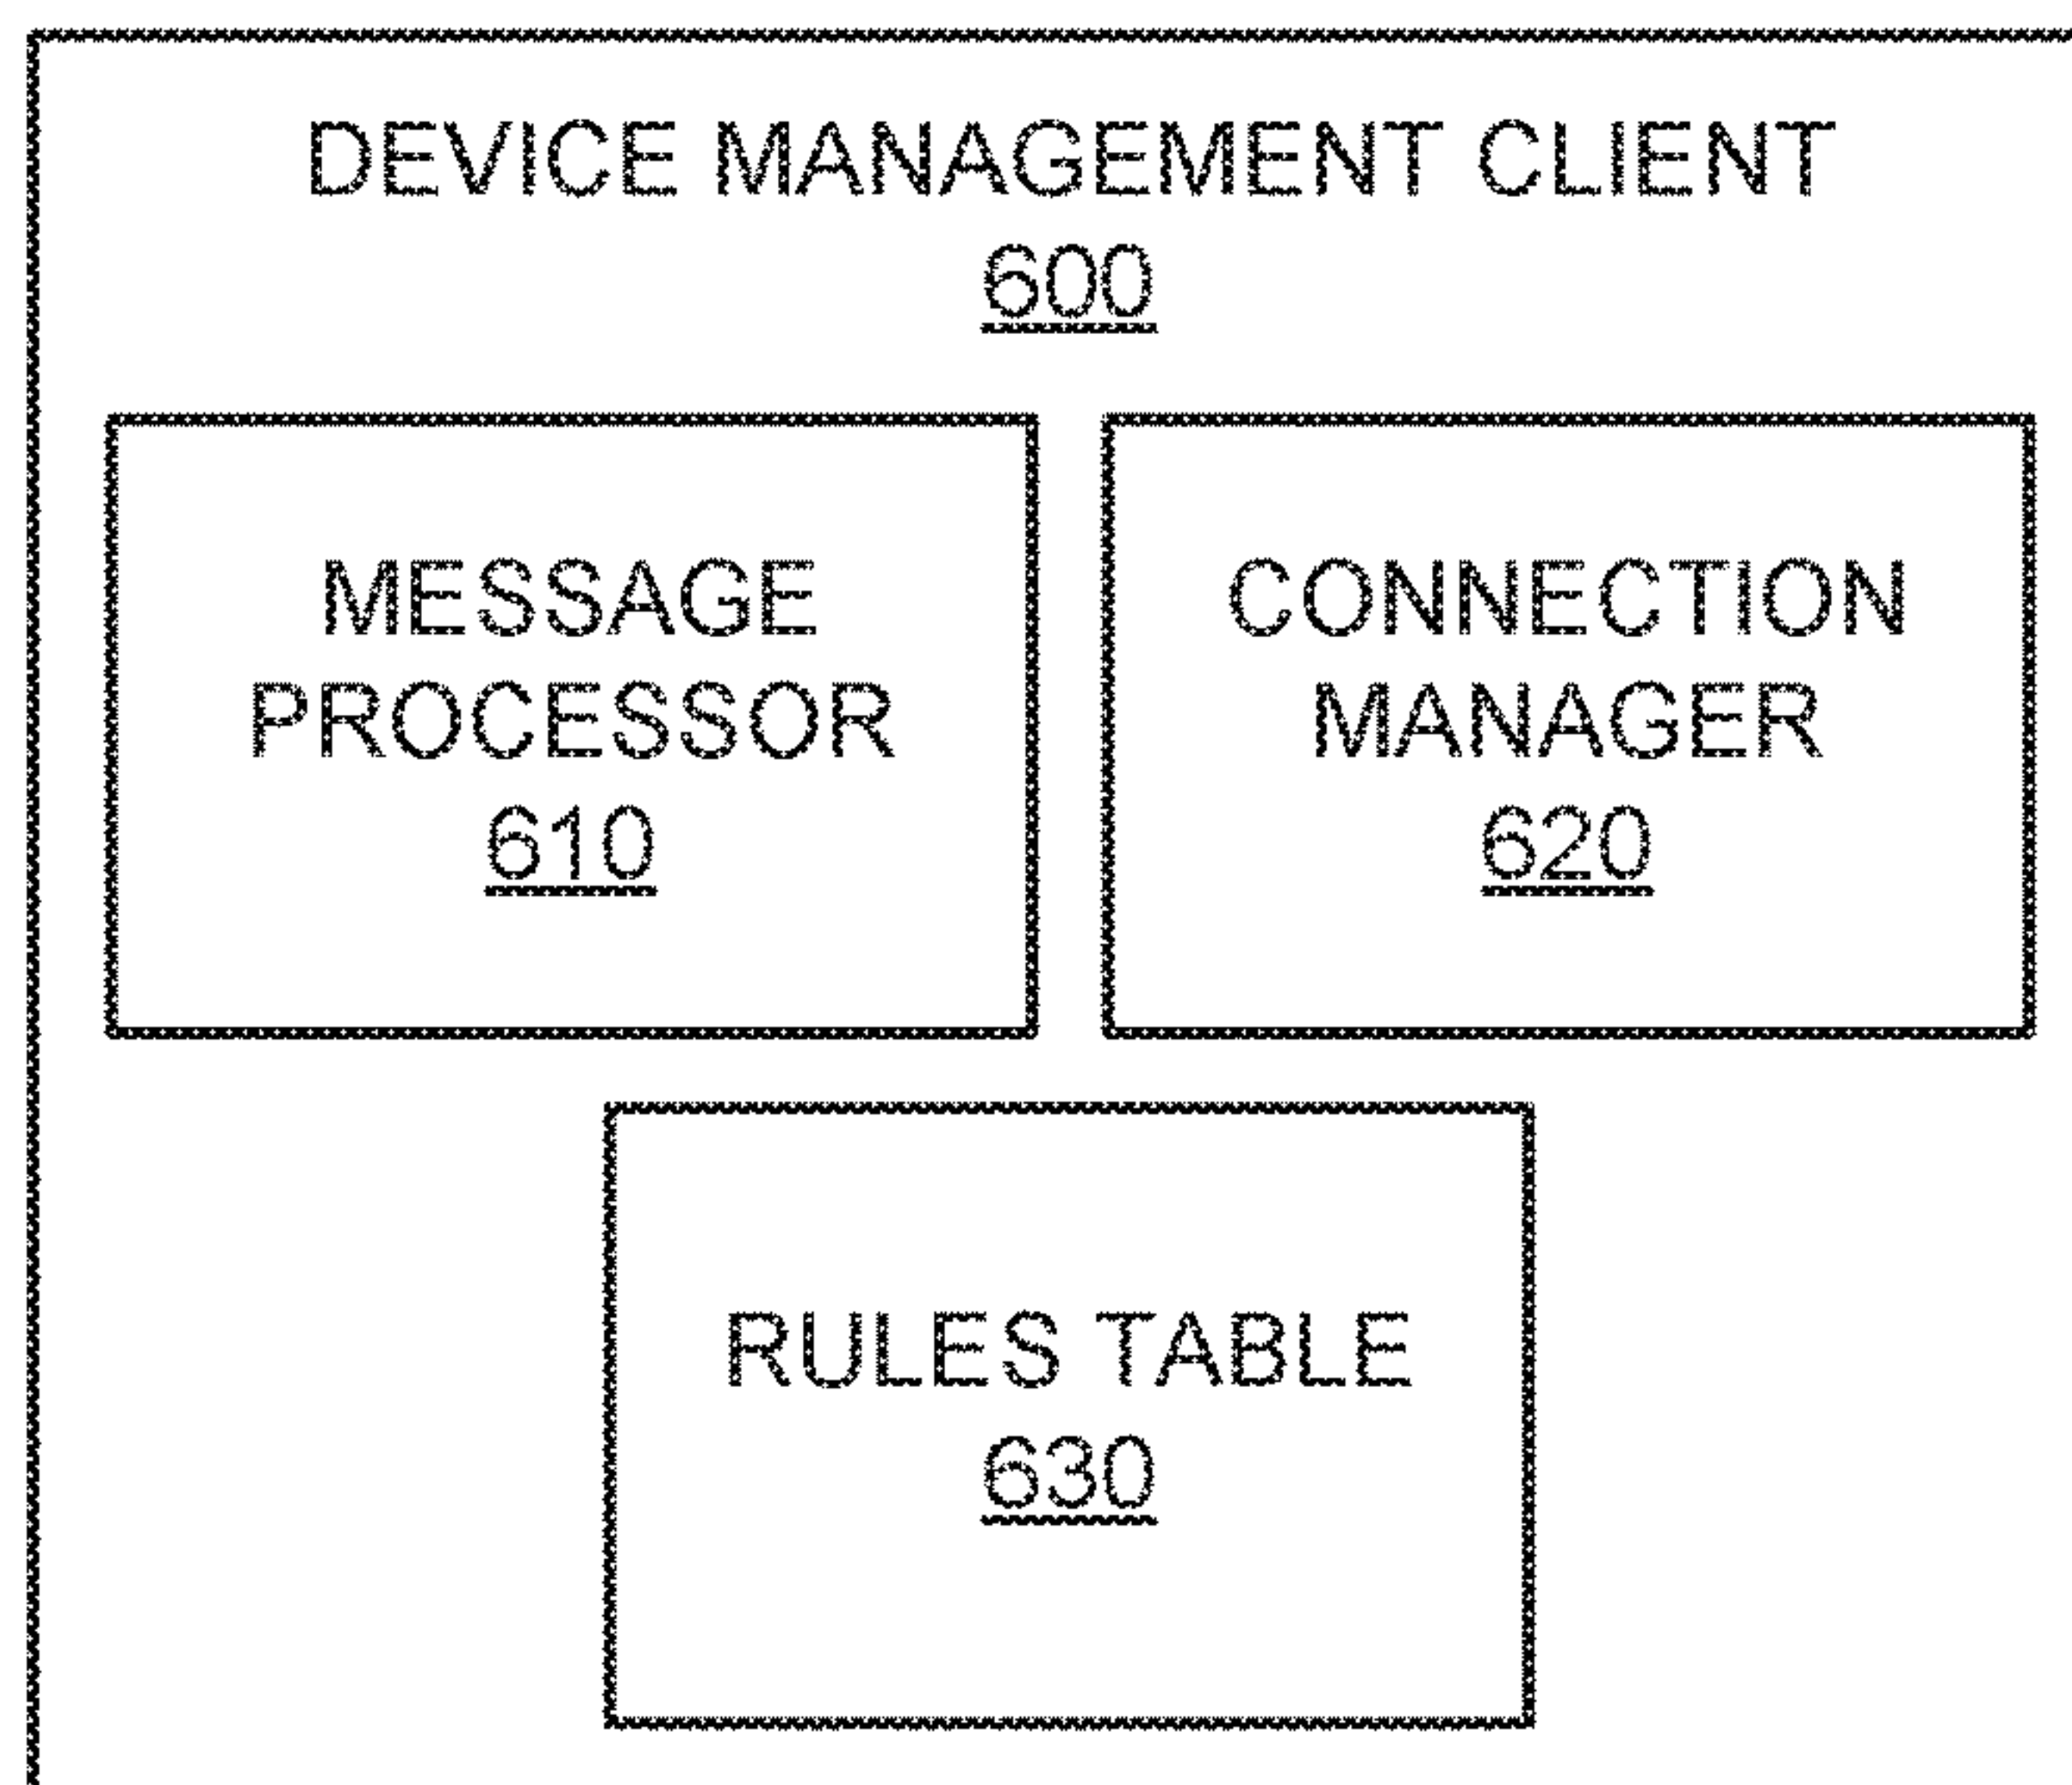 DEVICE MANAGEMENT CLIENT
600
MESSAGE
PROCESSOR
610
CONNECTION
MANAGER
620
RULES TABLE
630